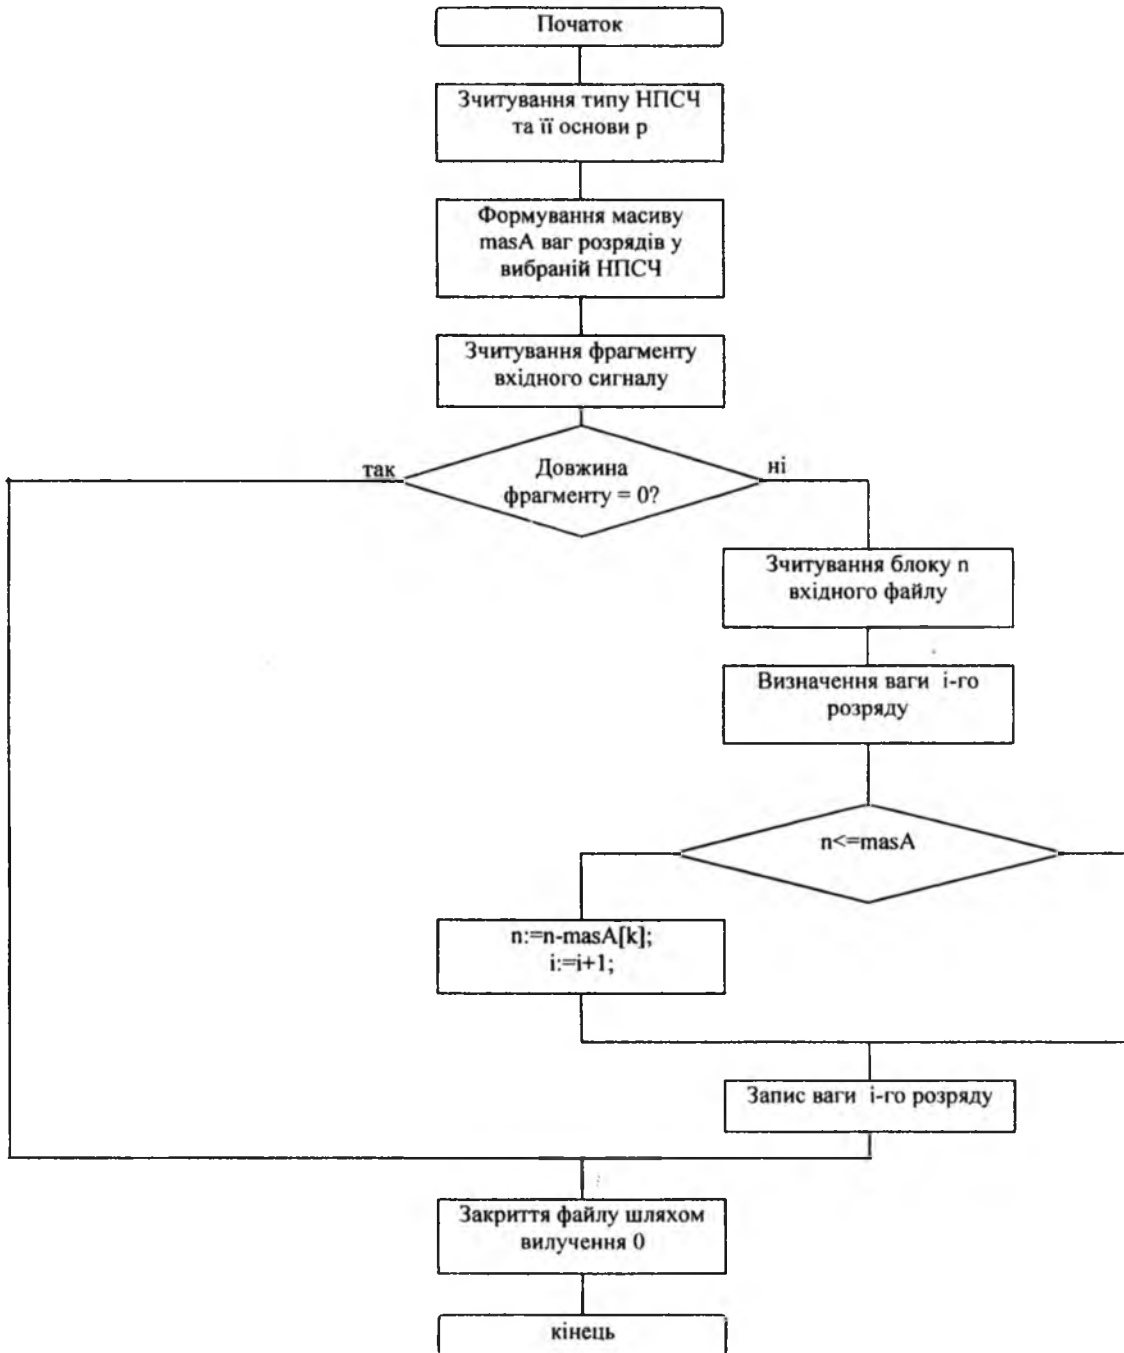 Початок
Зчитування типу НПСЧ
та її основи p
Формування масиву
masA ваг розрядів у
вибраній НПСЧ
Зчитування фрагменту
вхідного сигналу
так
Довжина
фрагменту = 0?
ні
Зчитування блоку n
вхідного файлу
Визначення ваги i-го
розряду
n<=masA
n:=n-masA[k];
i:=i+1;
Запис ваги i-го розряду
Закриття файлу шляхом
вилучення 0
кінець